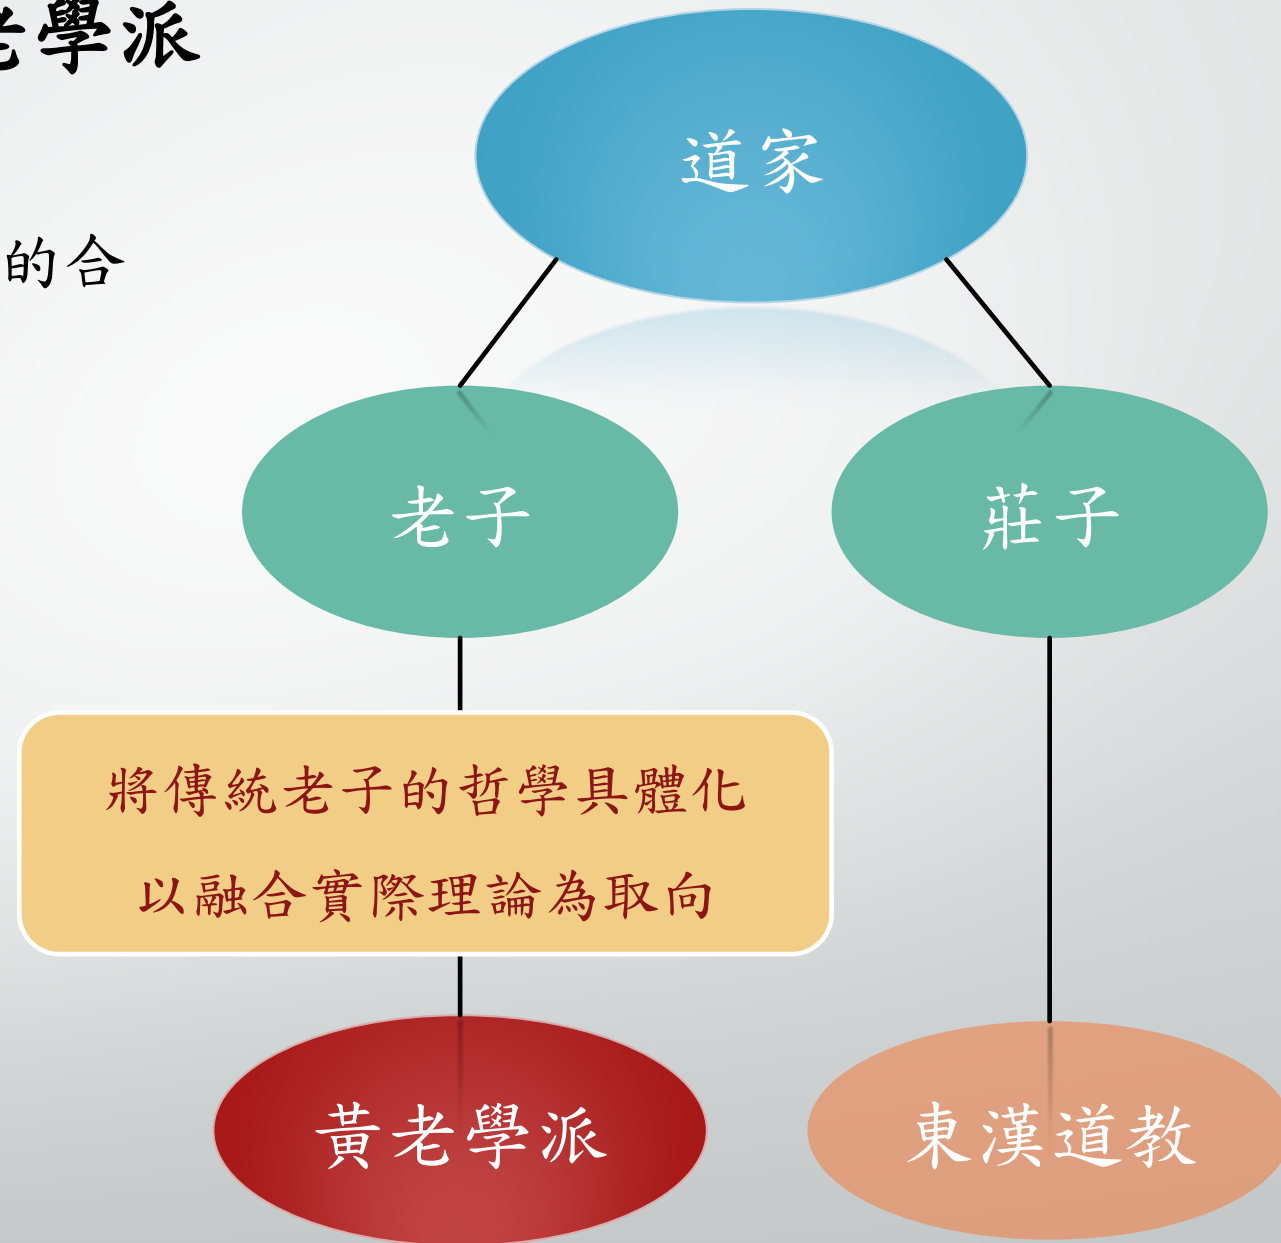 老學派
的合
道家
老子
莊子
將傳統老子的哲學具體化
以融合實際理論為取向
黃老學派
東漢道教